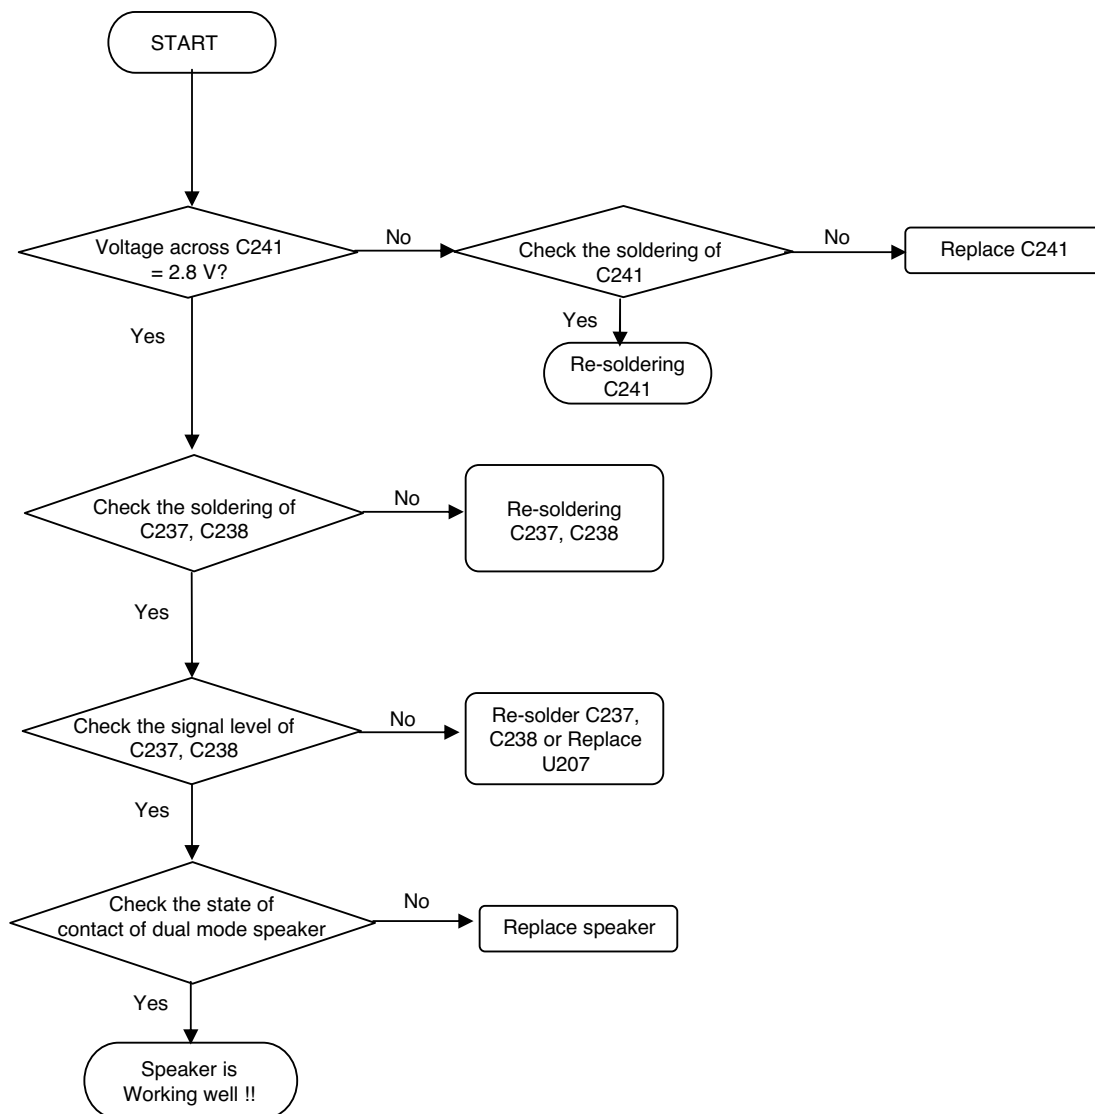 START
Voltage across C241
= 2.8 V?
No
Check the soldering of
C241
No
Replace C241
Yes
Yes
Re-soldering
C241
Check the soldering of
C237, C238
No
Re-soldering
C237, C238
Yes
Check the signal level of
C237, C238
No
Re-solder C237,
C238 or Replace
U207
Yes
Check the state of
contact of dual mode speaker
No
Replace speaker
Yes
Speaker is
Working well !!